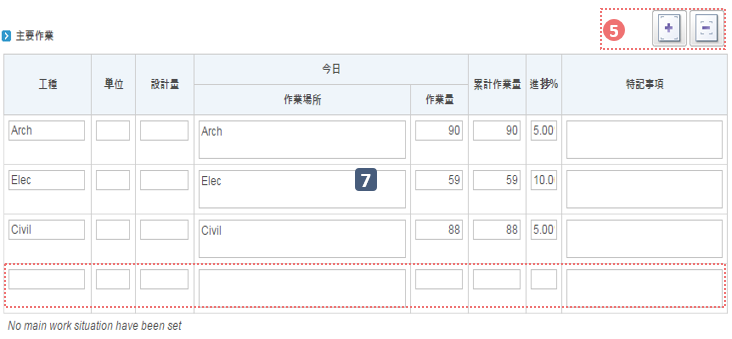 5
主要作業
工種 単位 設計量 今日 累計作業量 進捗% 特記事項
作業場所 作業量
Arch Arch 90 90 5.00
Elec Elec 7 59 59 10.0
Civil Civil 88 88 5.00
No main work situation have been set